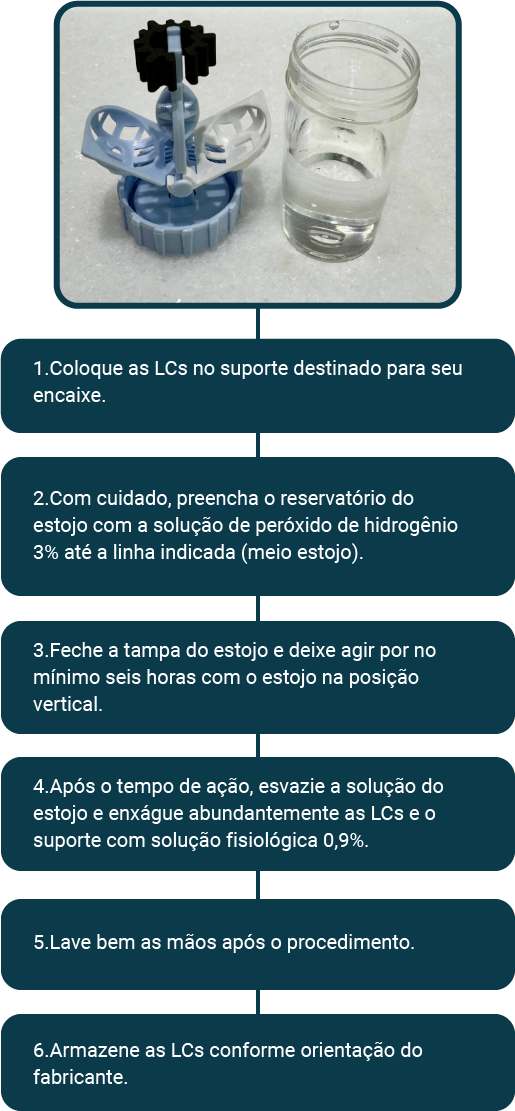 1.Coloque as LCs no suporte destinado para seu
encaixe.
2.Com cuidado, preencha o reservatório do
estojo com a solução de peróxido de hidrogênio
3% até a linha indicada (meio estojo).
3.Feche a tampa do estojo e deixe agir por no
mínimo seis horas com o estojo na posição
vertical.
4.Após o tempo de ação, esvazie a solução do
estojo e enxágue abundantemente as LCs e o
suporte com solução fisiológica 0,9%.
5.Lave bem as mãos após o procedimento.
6.Armazene as LCs conforme orientação do
fabricante.